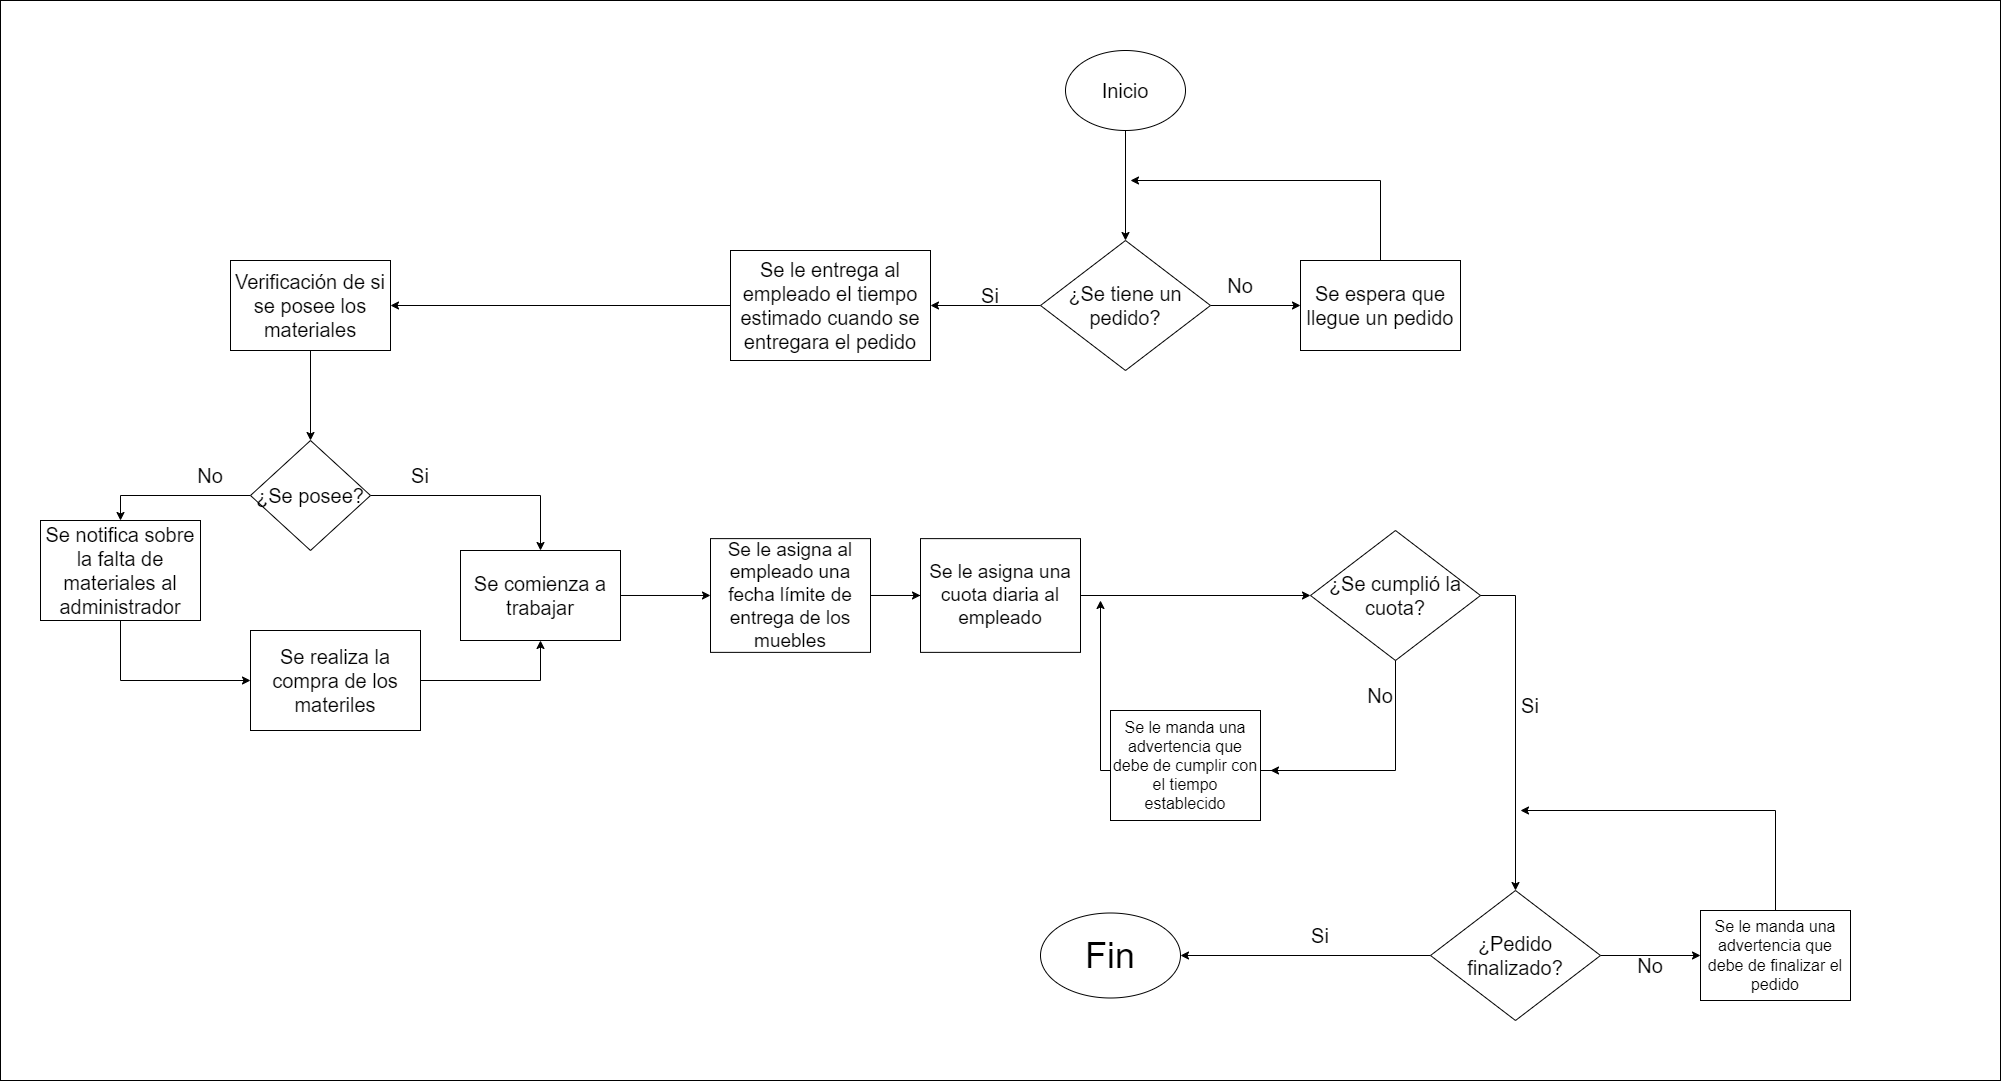 Inicio
¿Se tiene un
pedido?
No
Se espera que
llegue un pedido
Si
Se le entrega al
empleado el tiempo
estimado cuando se
entregara el pedido
Verificación de si
se posee los
materiales
¿Se posee?
No
Si
Se notifica sobre
la falta de
materiales al
administrador
Se realiza la
compra de los
materiles
Se comienza a
trabajar
Se le asigna al
empleado una
fecha límite de
entrega de los
muebles
Se le asigna una
cuota diaria al
empleado
¿Se cumplió la
cuota?
No
Se le manda una
advertencia que
debe de cumplir con
el tiempo
establecido
Si
¿Pedido
finalizado?
No
Se le manda una
advertencia que
debe de finalizar el
pedido
Si
Fin